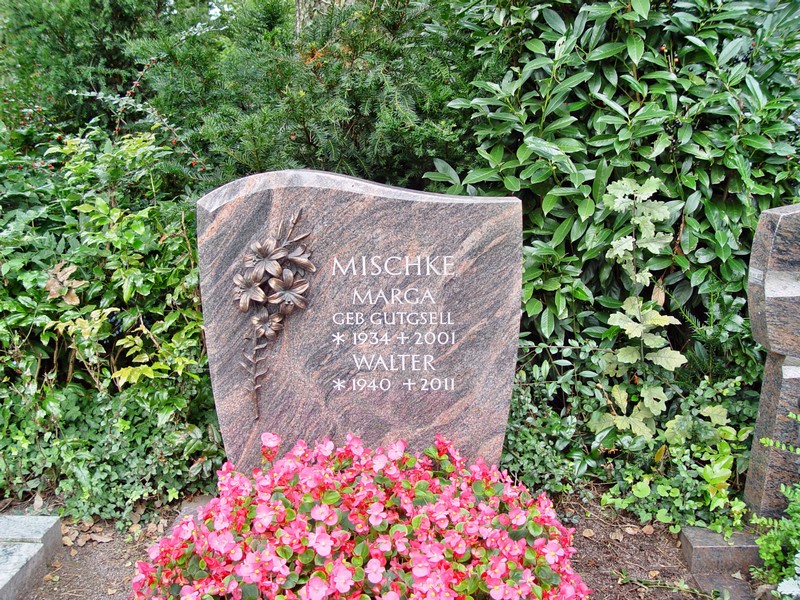 MISCHKE
MARGA
GEB GUTGSELL
* 1934 + 2001
WALTER
* 1940 + 2011